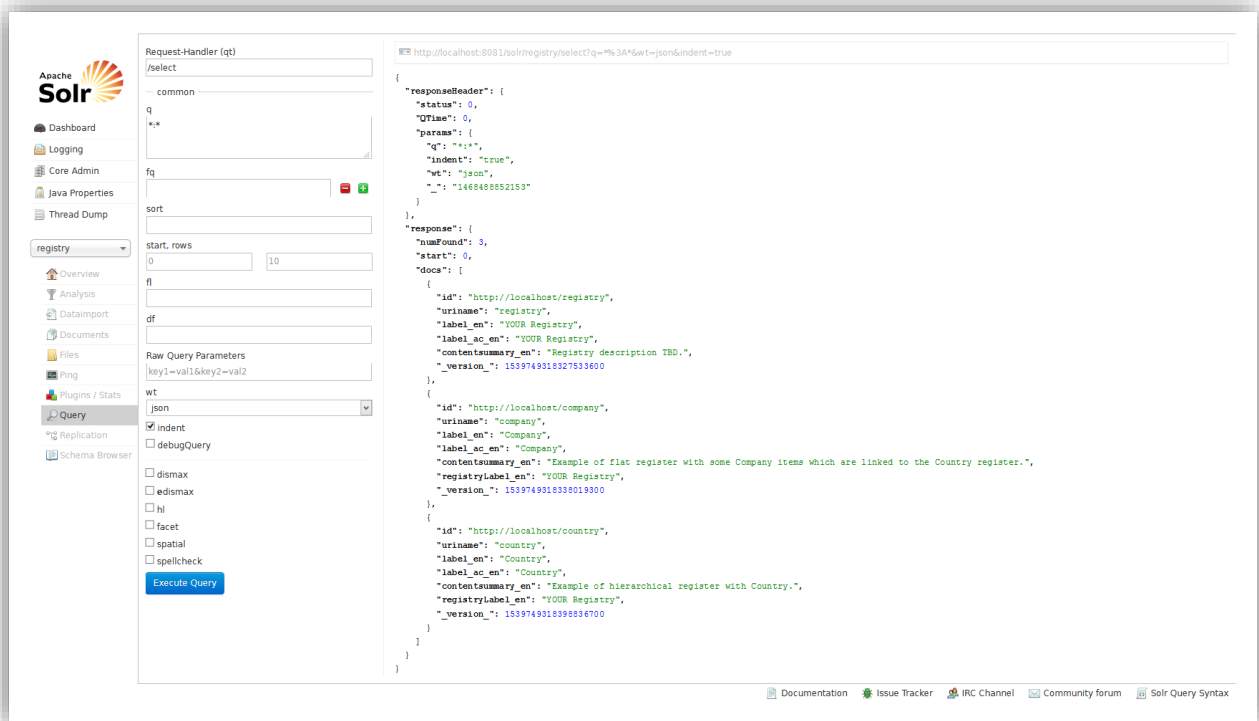 Apache
Solr
Dashboard
Logging
Core Admin
Java Properties
Thread Dump
registry
Overview
Analysis
Dataimport
Documents
Files
Ping
Plugins / Stats
Query
Replication
Schema Browser
Request-Handler (qt)
/select
common
q
*:*
fq
sort
start, rows
0 10
fl
df
Raw Query Parameters
key1=val1&key2=val2
wt
json
indent
debugQuery
dismax
edismax
hl
facet
spatial
spellcheck
Execute Query
http://localhost:8081/solr/registry/select?q=*%3A*&wt=json&indent=true
{
"responseHeader": {
"status": 0,
"QTime": 0,
"params": {
"q": "*:*",
"indent": "true",
"wt": "json",
"_": "1468488852153"
}
},
"response": {
"numFound": 3,
"start": 0,
"docs": [
{
"id": "http://localhost/registry",
"uriname": "registry",
"label_en": "YOUR Registry",
"label_ac_en": "YOUR Registry",
"contentsummary_en": "Registry description TBD.",
"_version_": 1539749318327533600
},
{
"id": "http://localhost/company",
"uriname": "company",
"label_en": "Company",
"label_ac_en": "Company",
"contentsummary_en": "Example of flat register with some Company items which are linked to the Country register.",
"registryLabel_en": "YOUR Registry",
"_version_": 1539749318338019300
},
{
"id": "http://localhost/country",
"uriname": "country",
"label_en": "Country",
"label_ac_en": "Country",
"contentsummary_en": "Example of hierarchical register with Country.",
"registryLabel_en": "YOUR Registry",
"_version_": 1539749318398836700
}
]
}
}
Documentation Issue Tracker IRC Channel Community forum Solr Query Syntax